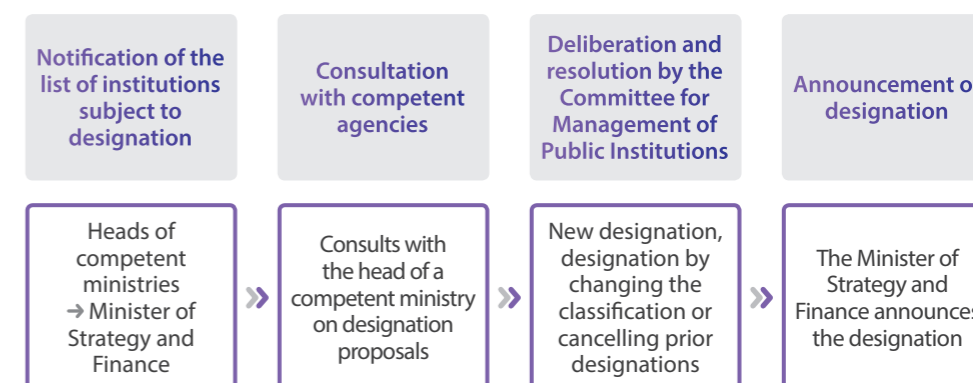 Notification of the
list of institutions
subject to
designation
Consultation
with competent
agencies
Deliberation and
resolution by the
Committee for
Management of
Public Institutions
Announcement o
designation
Heads of
competent
ministries
→ Minister of
Strategy and
Finance
Consults with
the head of a
competent ministry
on designation
proposals
New designation,
designation by
changing the
classification or
cancelling prior
designations
The Minister of
Strategy and
Finance announces
the designation